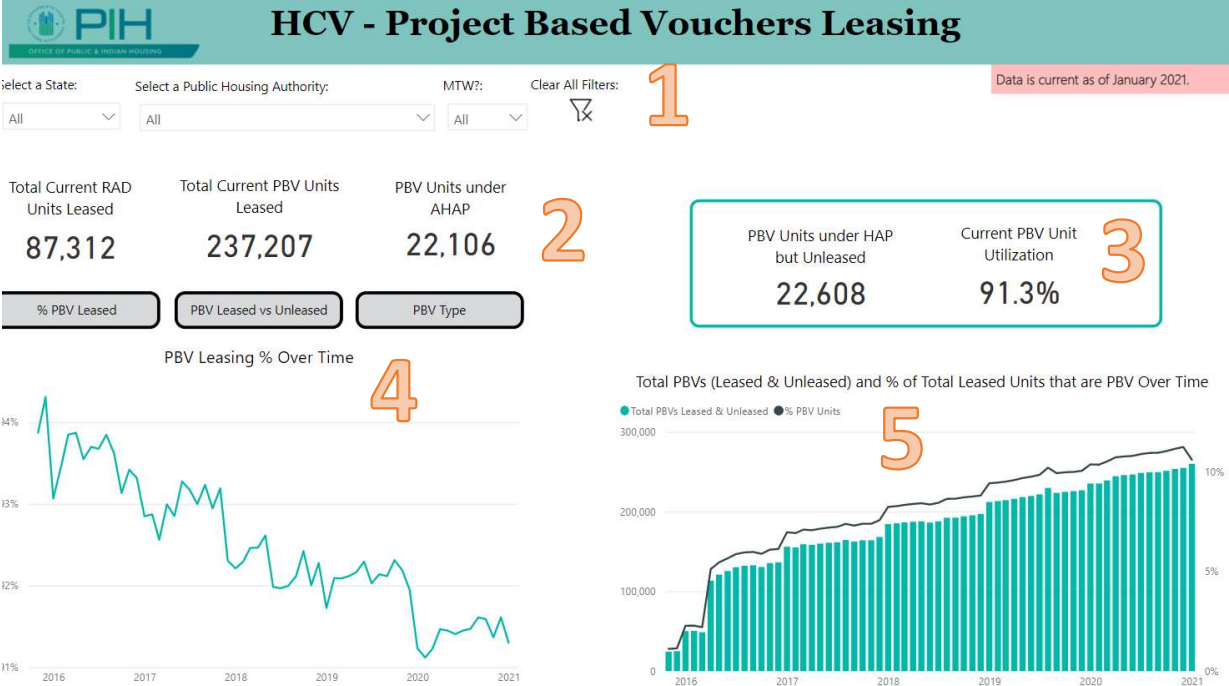 PIH
OFFICE OF PUBLIC & INDIAN HOUSING
HCV - Project Based Vouchers Leasing
Select a State:
Select a Public Housing Authority:
MTW?:
Clear All Filters:
1
Data is current as of January 2021.
All
All
All
Total Current RAD
Units Leased
87,312
Total Current PBV Units
Leased
237,207
PBV Units under
AHAP
22,106
2
PBV Units under HAP
but Unleased
22,608
Current PBV Unit
Utilization
91.3%
3
% PBV Leased
PBV Leased vs Unleased
PBV Type
PBV Leasing % Over Time
4
94%
93%
92%
91%
2016 2017 2018 2019 2020 2021
Total PBVs (Leased & Unleased) and % of Total Leased Units that are PBV Over Time
Total PBVs Leased & Unleased % PBV Units
5
300,000
200,000
100,000
0
10%
5%
0%
2016 2017 2018 2019 2020 2021